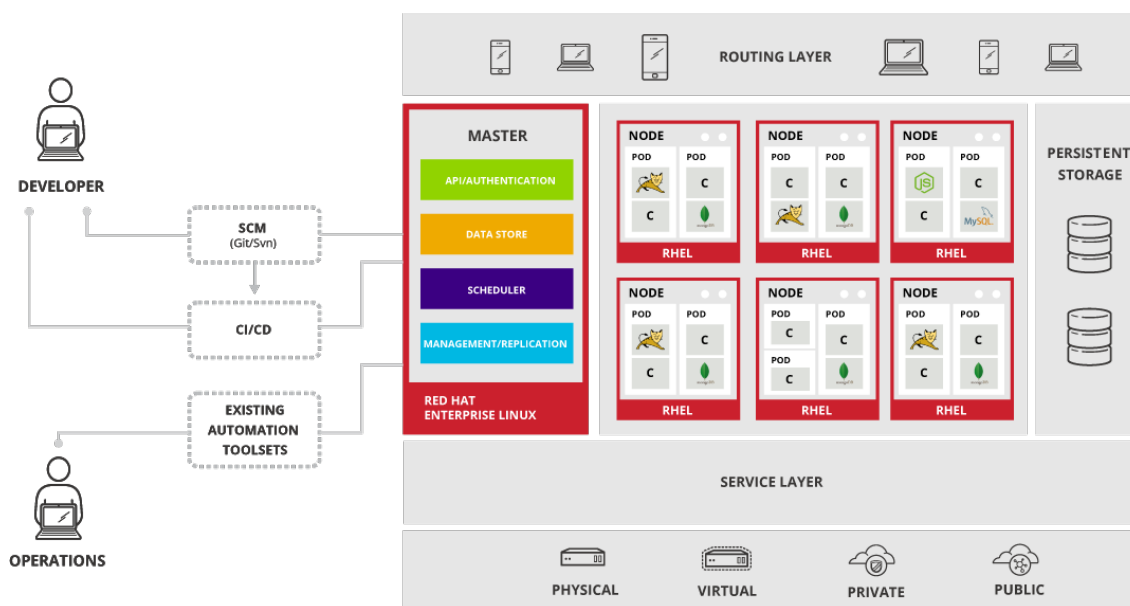 ROUTING LAYER
DEVELOPER
SCM
(Git/Svn)
CI/CD
EXISTING
AUTOMATION
TOOLSETS
OPERATIONS
MASTER
API/AUTHENTICATION
DATA STORE
SCHEDULER
MANAGEMENT/REPLICATION
RED HAT
ENTERPRISE LINUX
NODE
POD POD
C
C
RHEL
NODE
POD POD
C C
RHEL
NODE
POD POD
JS C
C MySQL
RHEL
NODE
POD POD
C
C
RHEL
NODE
POD POD
C C
POD
C
RHEL
NODE
POD POD
C
C
RHEL
PERSISTENT
STORAGE
SERVICE LAYER
PHYSICAL
VIRTUAL
PRIVATE
PUBLIC